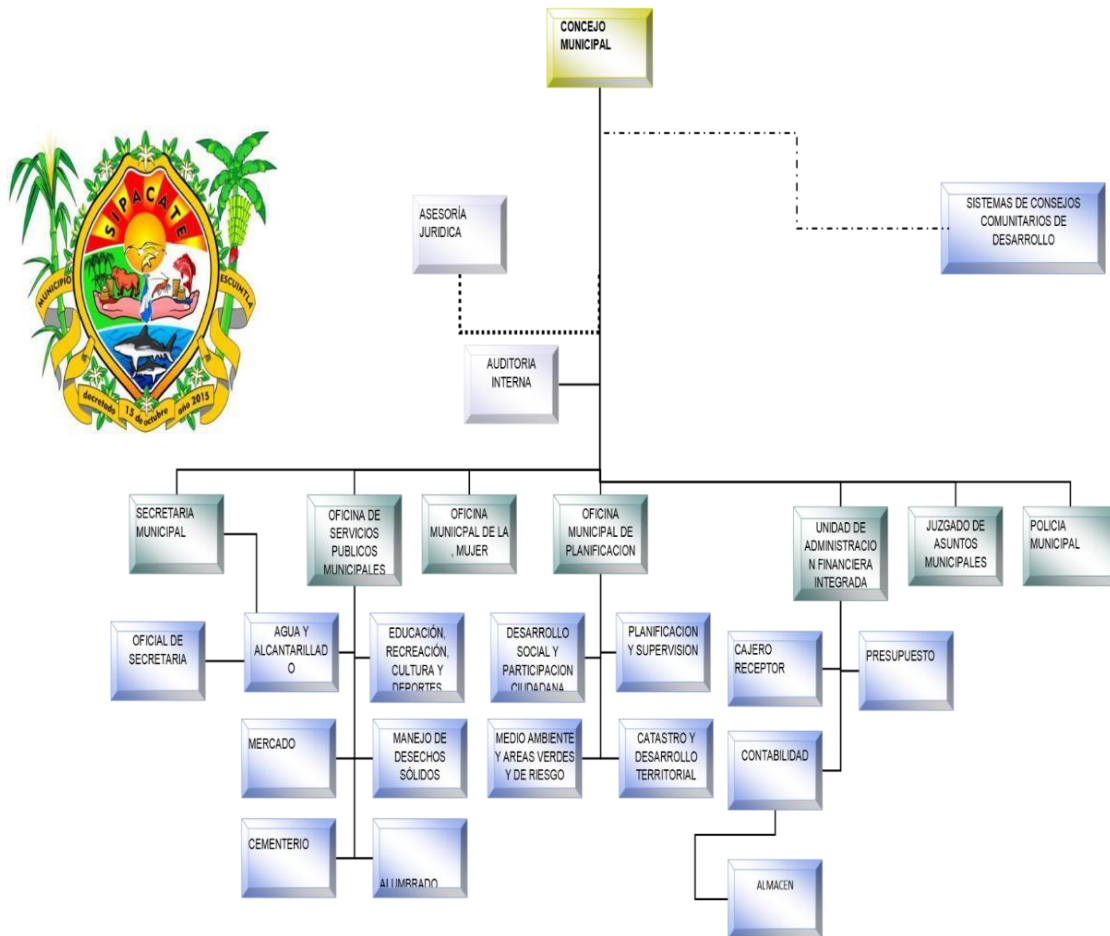 CONCEJO
MUNICIPAL
SIPACATE
MUNICIPIO
ESCUINTLA
decretado 15 de octubre año 2015
ASESORÍA
JURIDICA
SISTEMAS DE CONSEJOS
COMUNITARIOS DE
DESARROLLO
AUDITORIA
INTERNA
SECRETARIA
MUNICIPAL
OFICINA DE
SERVICIOS
PUBLICOS
MUNICIPALES
OFICINA
MUNIICPAL DE LA
, MUJER
OFICINA
MUNICIPAL DE
PLANIFICACION
UNIDAD DE
ADMINISTRACIO
N FINANCIERA
INTEGRADA
JUZGADO DE
ASUNTOS
MUNICIPALES
POLICIA
MUNICIPAL
OFICIAL DE
SECRETARIA
AGUA Y
ALCANTARILLAD
O
EDUCACIÓN,
RECREACIÓN,
CULTURA Y
DEPORTES
DESARROLLO
SOCIAL Y
PARTICIPACION
CIUDADANA
PLANIFICACION
Y SUPERVISION
CAJERO
RECEPTOR
PRESUPUESTO
MERCADO
MANEJO DE
DESECHOS
SÓLIDOS
MEDIO AMBIENTE
Y AREAS VERDES
Y DE RIESGO
CATASTRO Y
DESARROLLO
TERRITORIAL
CONTABILIDAD
CEMENTERIO
ALUMBRADO
ALMACEN